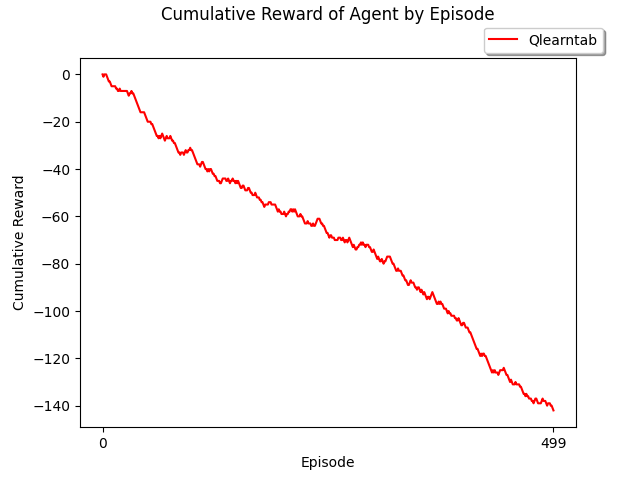 Cumulative Reward of Agent by Episode
Qlearntab
0
−20
−40
−60
−80
−100
−120
−140
Cumulative Reward
0
499
Episode